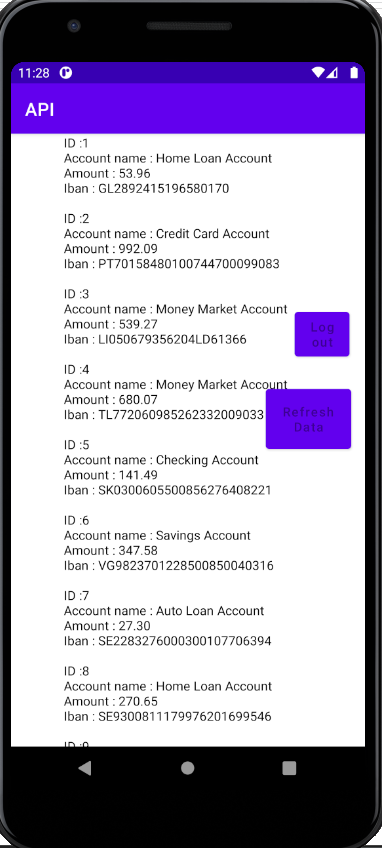 11:28
API
ID :1
Account name : Home Loan Account
Amount : 53.96
Iban : GL2892415196580170
ID :2
Account name : Credit Card Account
Amount : 992.09
Iban : PT70158480100744700099083
ID :3
Account name : Money Market Account
Amount : 539.27
Iban : LI050679356204LD61366
Log
out
ID :4
Account name : Money Market Account
Amount : 680.07
Iban : TL772060985262332009033
Refresh
Data
ID :5
Account name : Checking Account
Amount : 141.49
Iban : SK0300605500856276408221
ID :6
Account name : Savings Account
Amount : 347.58
Iban : VG9823701228500850040316
ID :7
Account name : Auto Loan Account
Amount : 27.30
Iban : SE2283276000300107706394
ID :8
Account name : Home Loan Account
Amount : 270.65
Iban : SE9300811179976201699546
ID :9